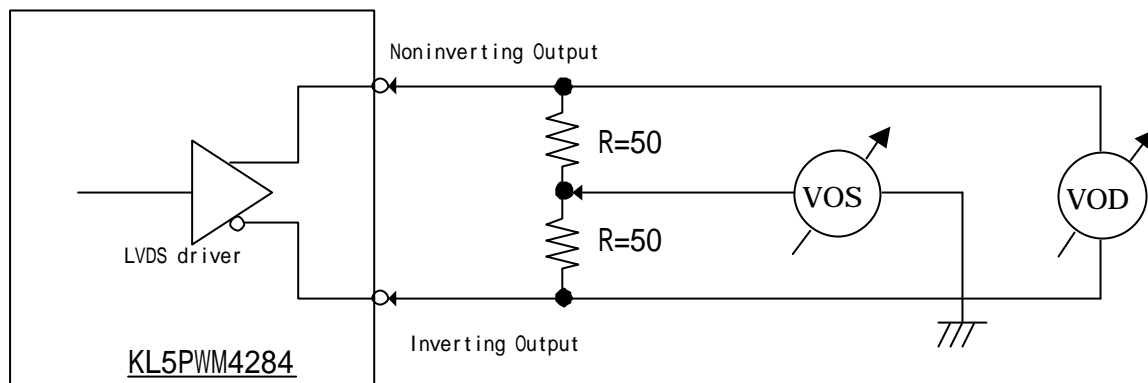 Noninverting Output
R=50
VOS
VOD
R=50
LVDS driver
Inverting Output
KL5PWM4284